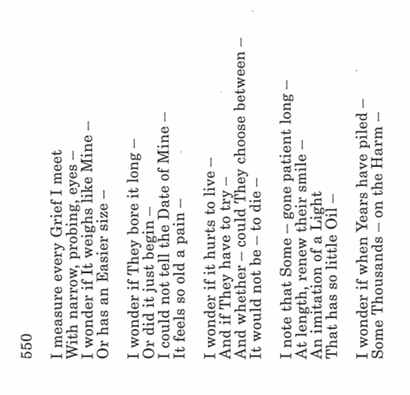 550
I measure every Grief I meet
With narrow, probing, eyes –
I wonder if It weighs like Mine –
Or has an Easier size –
I wonder if They bore it long –
Or did it just begin –
I could not tell the Date of Mine –
It feels so old a pain –
I wonder if it hurts to live –
And if They have to try –
And whether – could They choose between –
It would not be – to die –
I note that Some – gone patient long –
At length, renew their smile –
An imitation of a Light
That has so little Oil –
I wonder if when Years have piled –
Some Thousands – on the Harm –